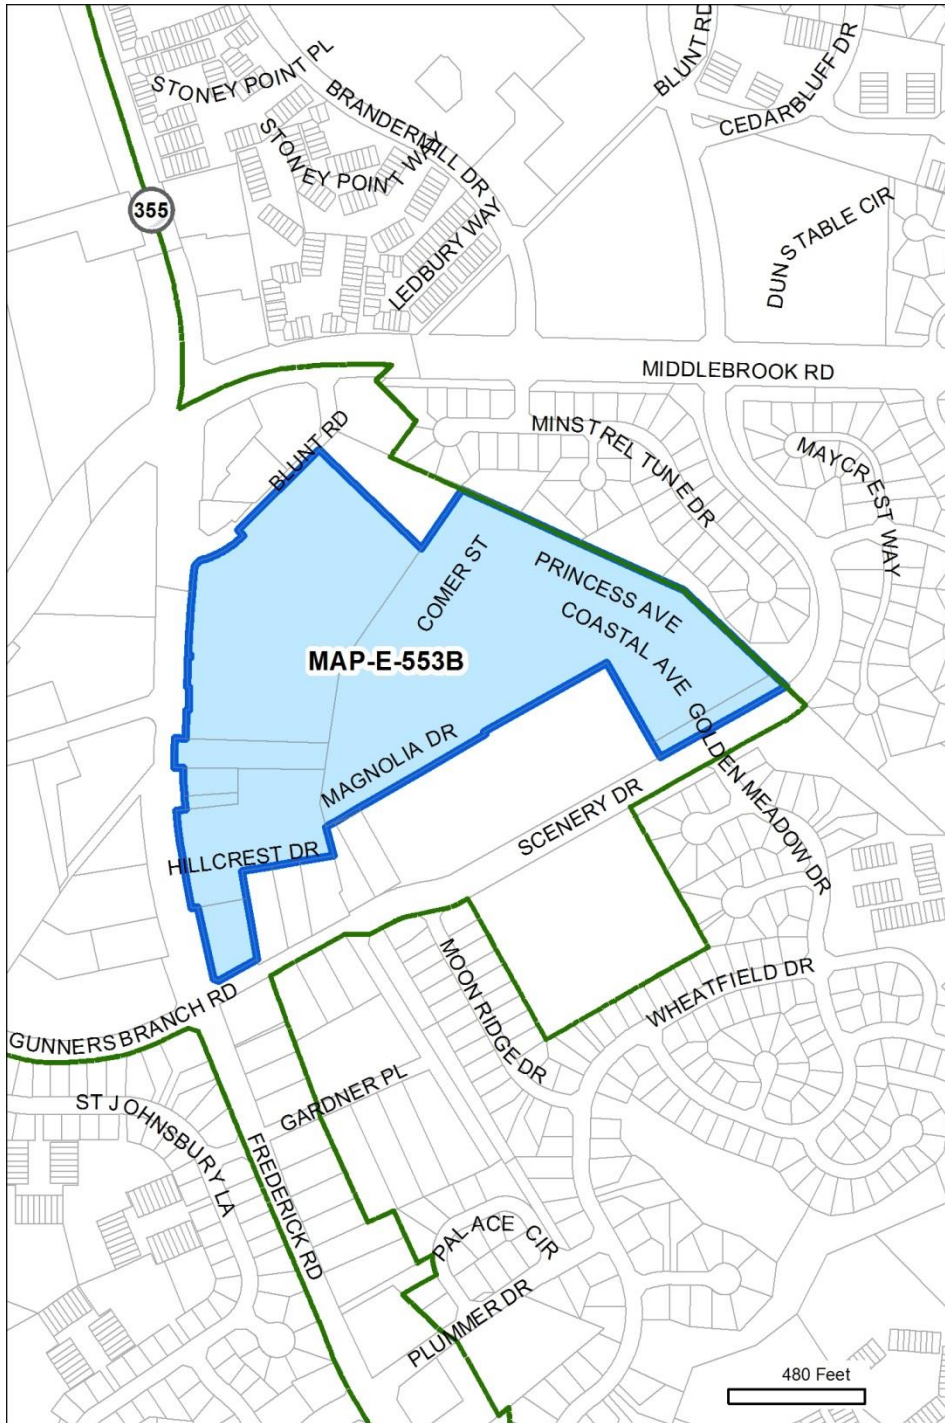 STONEY POINT PL
BLUNT RD
CEDARBLUFF DR
BRANDERMILL DR
STONEY POINT WAY
355
LEDBURY WAY
DUNSTABLE CIR
MIDDLEBROOK RD
BLUNT RD
MINSTREL TUNE DR
MAYCREST WAY
COMER ST
PRINCESS AVE
COASTAL AVE
MAP-E-553B
MAGNOLIA DR
GOLDEN MEADOW DR
SCENERY DR
HILLCREST DR
MOON RIDGE DR
WHEATFIELD DR
GUNNERS BRANCH RD
GARDNER PL
ST JOHNSBURY LA
FREDERICK RD
PALACE CIR
PLUMMER DR
480 Feet